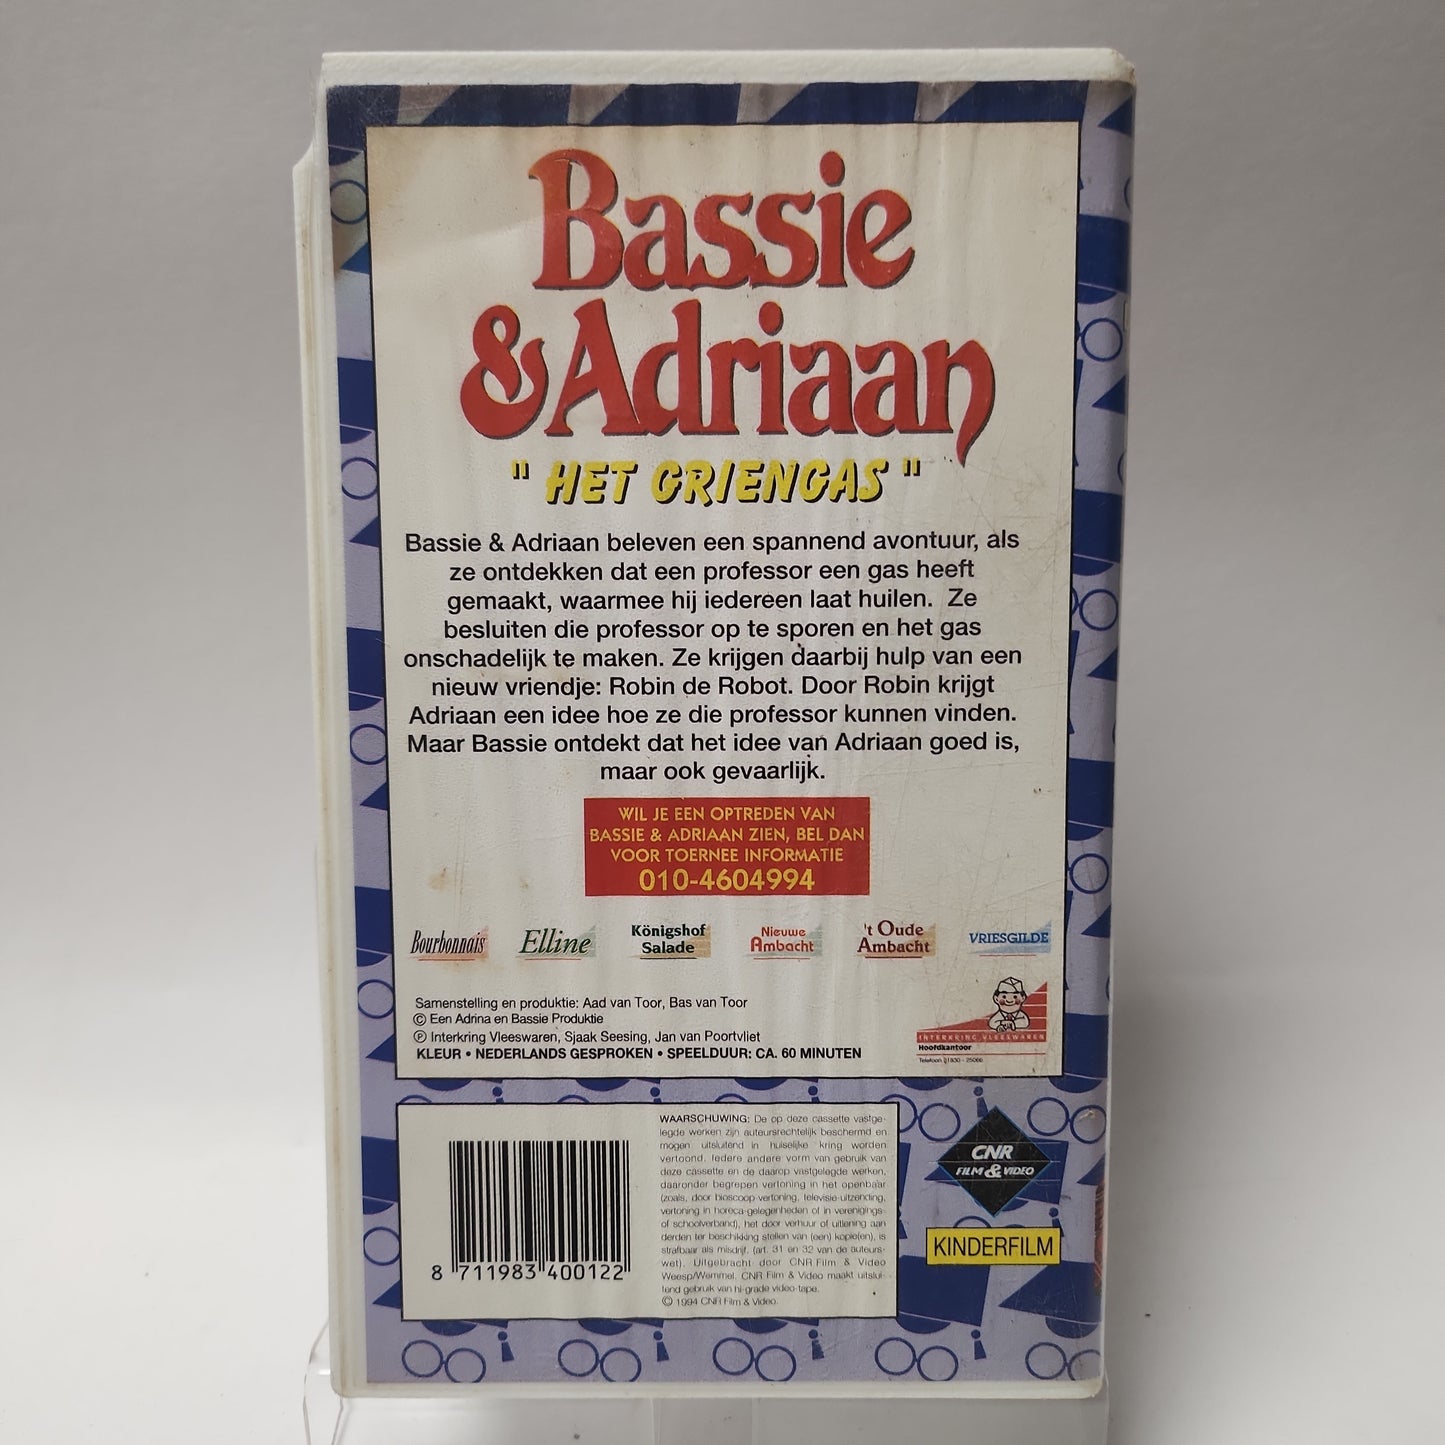 Bassie
&Adriaan
" HET GRIENGAS "
Bassie & Adriaan beleven een spannend avontuur, als
ze ontdekken dat een professor een gas heeft
gemaakt, waarmee hij iedereen laat huilen. Ze
besluiten die professor op te sporen en het gas
onschadelijk te maken. Ze krijgen daarbij hulp van een
nieuw vriendje: Robin de Robot. Door Robin krijgt
Adriaan een idee hoe ze die professor kunnen vinden.
Maar Bassie ontdekt dat het idee van Adriaan goed is,
maar ook gevaarlijk.
WIL JE EEN OPTREDEN VAN
BASSIE & ADRIAAN ZIEN, BEL DAN
VOOR TOERNEE INFORMATIE
010-4604994
Bourbonnais
Elline
Königshof
Salade
Nieuwe
Ambacht
't Oude
Ambacht
VRIESGILDE
Samenstelling en produktie: Aad van Toor, Bas van Toor
© Een Adrina en Bassie Produktie
℗ Interkring Vleeswaren, Sjaak Seesing, Jan van Poortvliet
KLEUR • NEDERLANDS GESPROKEN • SPEELDUUR: CA. 60 MINUTEN
INTERKRING VLEESWAREN
Hoofdkantoor
WAARSCHUWING: De op deze cassette vastge-
legde werken zijn auteursrechtelijk beschermd en
mogen uitsluitend in huiselijke kring worden
vertoond. Iedere andere vorm van gebruik van
deze cassette en de daarop vastgelegde werken,
daaronder begrepen vertoning in het openbaar
(zoals, door bioscoop-vertoning, televisie-uitzending,
vertoning in horeca-gelegenheden of in verenigings-
of schoolverband), het door verhuur of uitlening aan
derden ter beschikking stellen van (een) kopie(en), is
strafbaar als misdrijf. (art. 31 en 32 van de auteurs-
wet). Uitgebracht door CNR Film & Video
Weesp/Wemmel. CNR Film & Video maakt uitslui-
tend gebruik van hi-grade video-tape.
© 1994 CNR Film & Video.
8 711983 400122
CNR
FILM & VIDEO
KINDERFILM